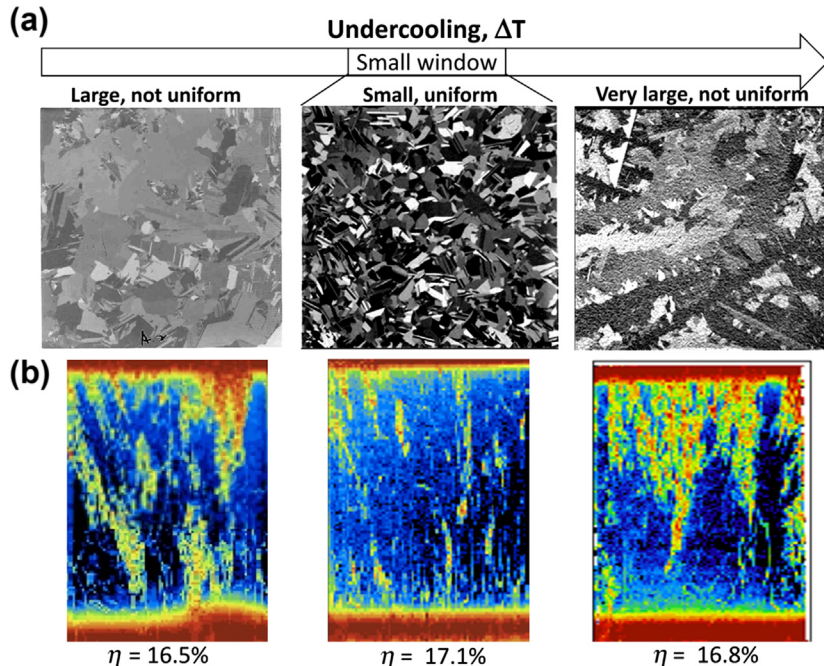 (a)
Undercooling, ΔT
Small window
Large, not uniform
Small, uniform
Very large, not uniform
(b)
η = 16.5%
η = 17.1%
η = 16.8%